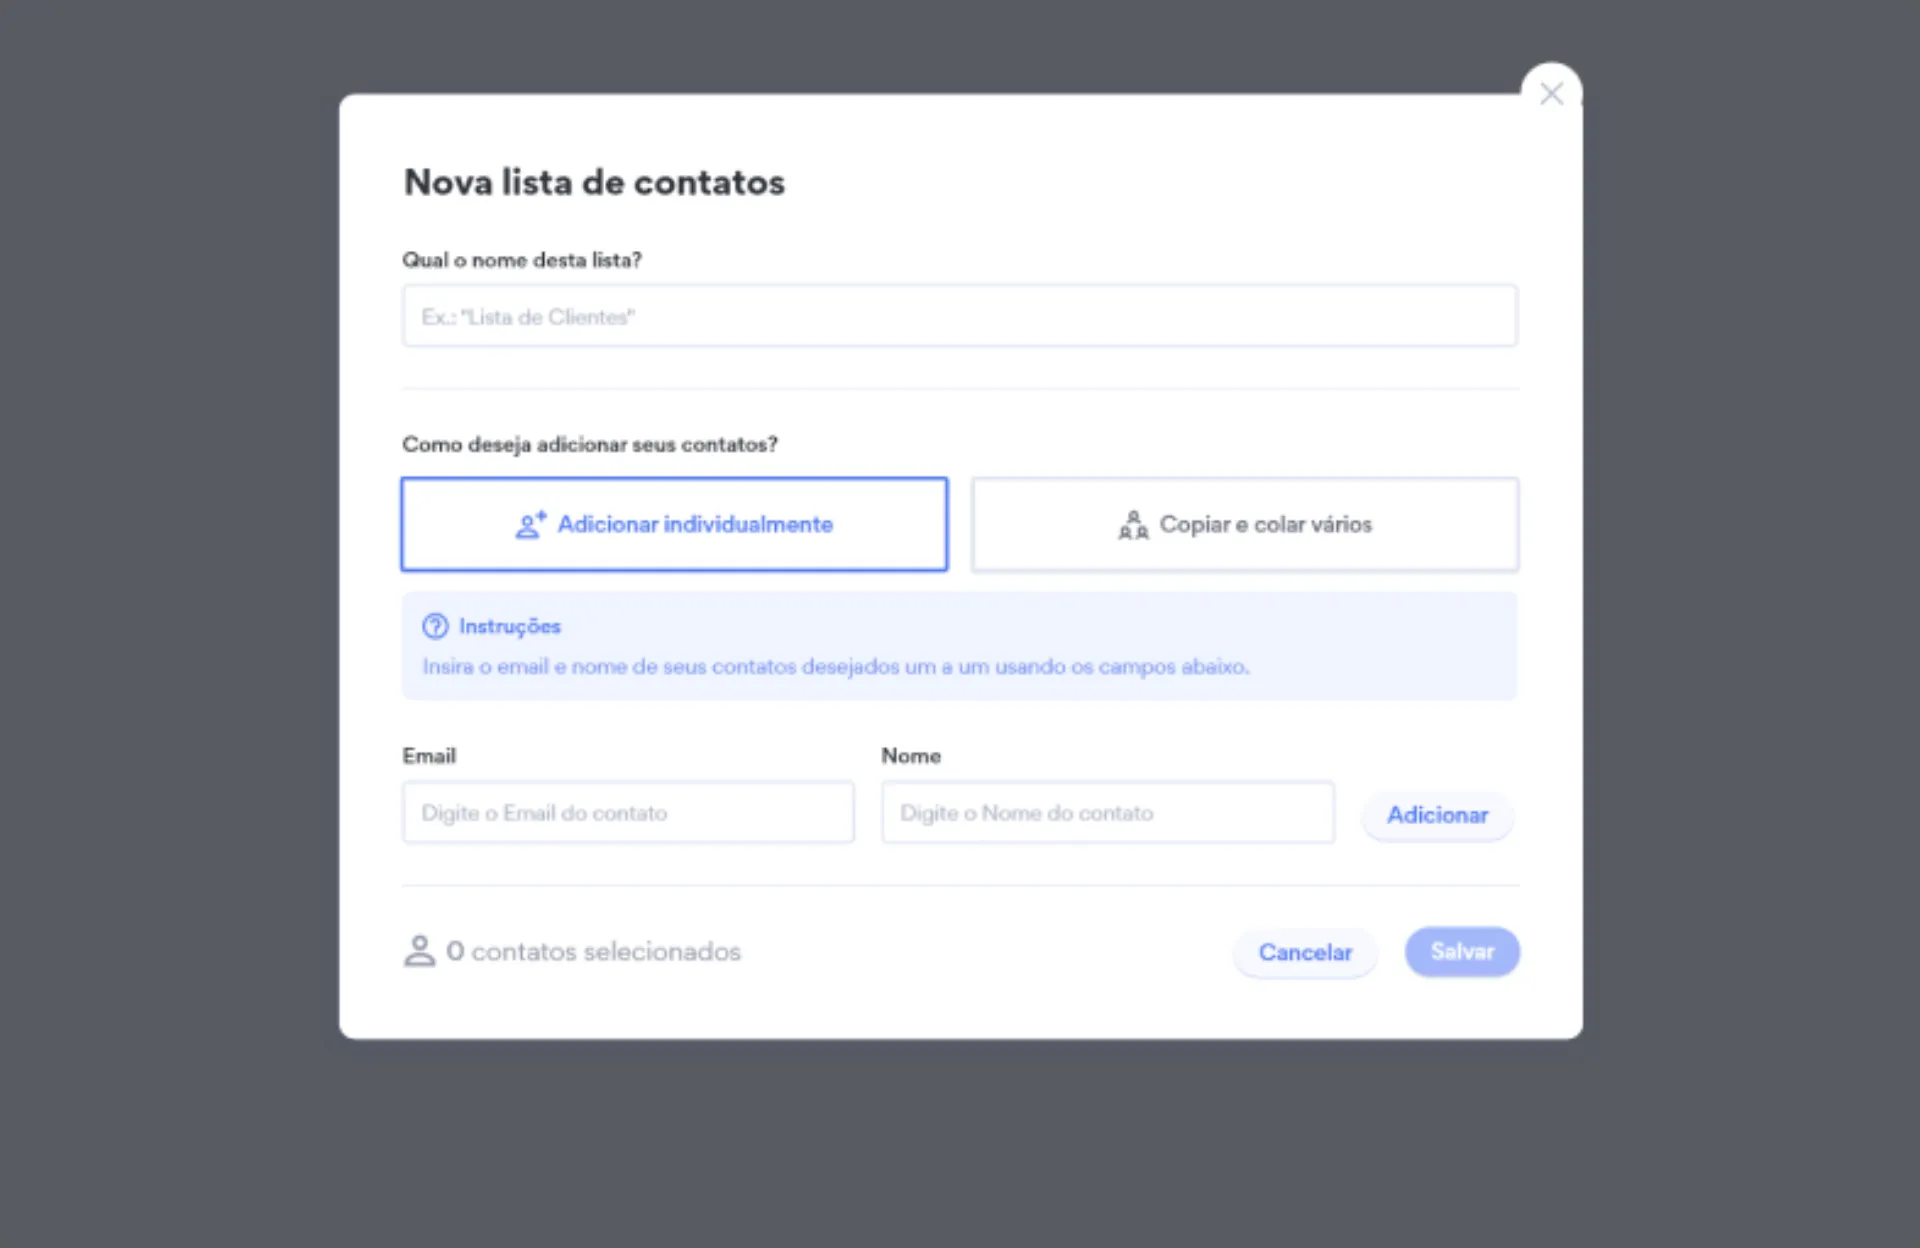 Nova lista de contatos
Qual o nome desta lista?
Ex.: "Lista de Clientes"
Como deseja adicionar seus contatos?
Adicionar individualmente
Copiar e colar vários
Instruções
Insira o email e nome de seus contatos desejados um a um usando os campos abaixo.
Email
Nome
Digite o Email do contato
Digite o Nome do contato
Adicionar
0 contatos selecionados
Cancelar
Salvar